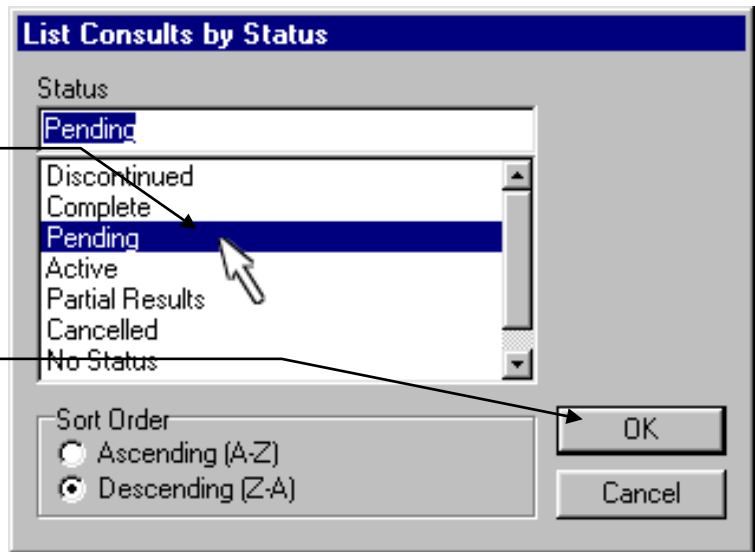 List Consults by Status
Status
Pending
Discontinued
Complete
Pending
Active
Partial Results
Cancelled
No Status
Sort Order
Ascending (A-Z)
Descending (Z-A)
OK
Cancel